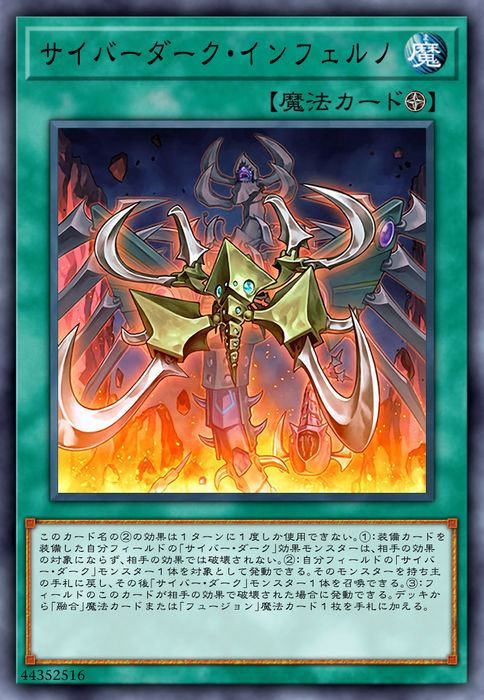 サイバーダーク・インフェルノ
魔
【魔法カード】
このカード名の②の効果は１ターンに１度しか使用できない。①：装備カードを
装備した自分フィールドの「サイバー・ダーク」効果モンスターは、相手の効果
の対象にならず、相手の効果では破壊されない。②：自分フィールドの「サイバ
ー・ダーク」モンスター１体を対象として発動できる。そのモンスターを持ち主
の手札に戻し、その後「サイバー・ダーク」モンスター１体を召喚できる。③：フ
ィールドのこのカードが相手の効果で破壊された場合に発動できる。デッキから
「融合」魔法カードまたは「フュージョン」魔法カード１枚を手札に加える。
44352516